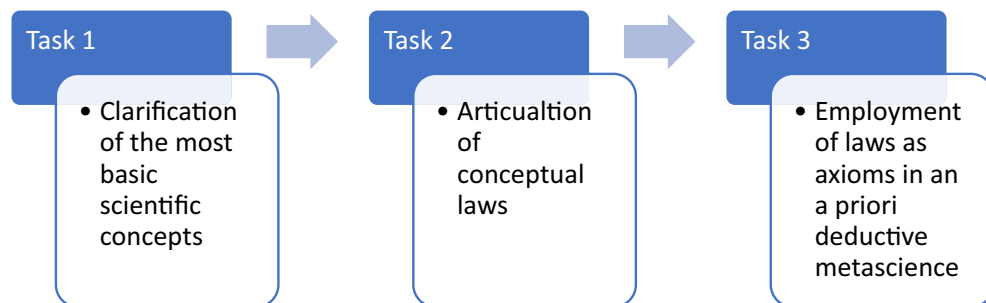 Task 1
• Clarification
of the most
basic
scientific
concepts
Task 2
• Articualtion
of
conceptual
laws
Task 3
• Employment
of laws as
axioms in an
a priori
deductive
metascience